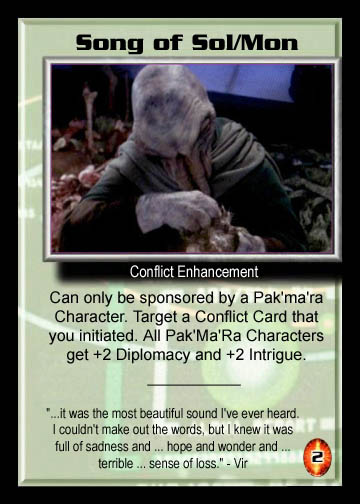 Song of Sol/Mon
Conflict Enhancement
Can only be sponsored by a Pak'ma'ra
Character. Target a Conflict Card that
you initiated. All Pak'Ma'Ra Characters
get +2 Diplomacy and +2 Intrigue.
"...it was the most beautiful sound I've ever heard.
I couldn't make out the words, but I knew it was
full of sadness and ... hope and wonder and ...
terrible ... sense of loss." - Vir
2